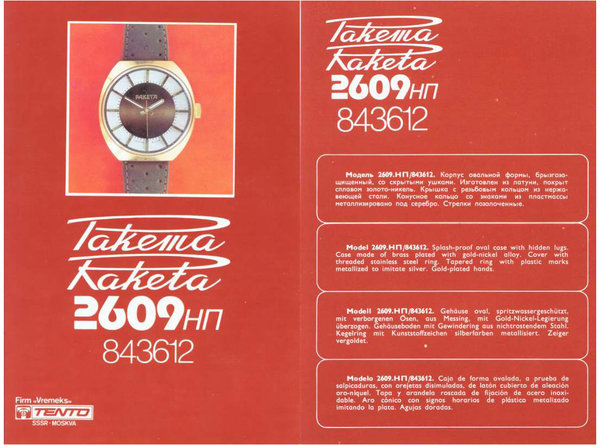 РАКЕТА
Ракета
Raketa
2609НП
843612
Firm «Vremeks»
TENTO
SSSR · MOSKVA
Ракета
Raketa
2609НП
843612
Модель 2609.НП/843612. Корпус овальной формы, брызгаза-
щищенный, со скрытыми ушками. Изготовлен из латуни, покрыт
сплавом золото-никель. Крышка с резьбовым кольцом из нержа-
веющей стали. Конусное кольцо со знаками из пластмассы
металлизировано под серебро. Стрелки позолоченные.
Model 2609.НП/843612. Splash-proof oval case with hidden lugs.
Case made of brass plated with gold-nickel alloy. Cover with
threaded stainless steel ring. Tapered ring with plastic marks
metallized to imitate silver. Gold-plated hands.
Modell 2609.НП/843612. Gehäuse oval, spritzwassergeschützt,
mit verborgenen Ösen, aus Messing, mit Gold-Nickel-Legierung
überzogen. Gehäuseboden mit Gewindering aus nichtrostendem Stahl.
Kegelring mit Kunststoffzeichen silberfarben metallisiert. Zeiger
vergoldet.
Modelo 2609.НП/843612. Caja de forma ovalada, a prueba de
salpicaduras, con orejetas disimuladas, de latón cubierto de aleación
oro-níquel. Tapa y arandela roscada de fijación de acero inoxi-
dable. Aro cónico con signos horarios de plástico metalizado
imitando la plata. Agujas doradas.